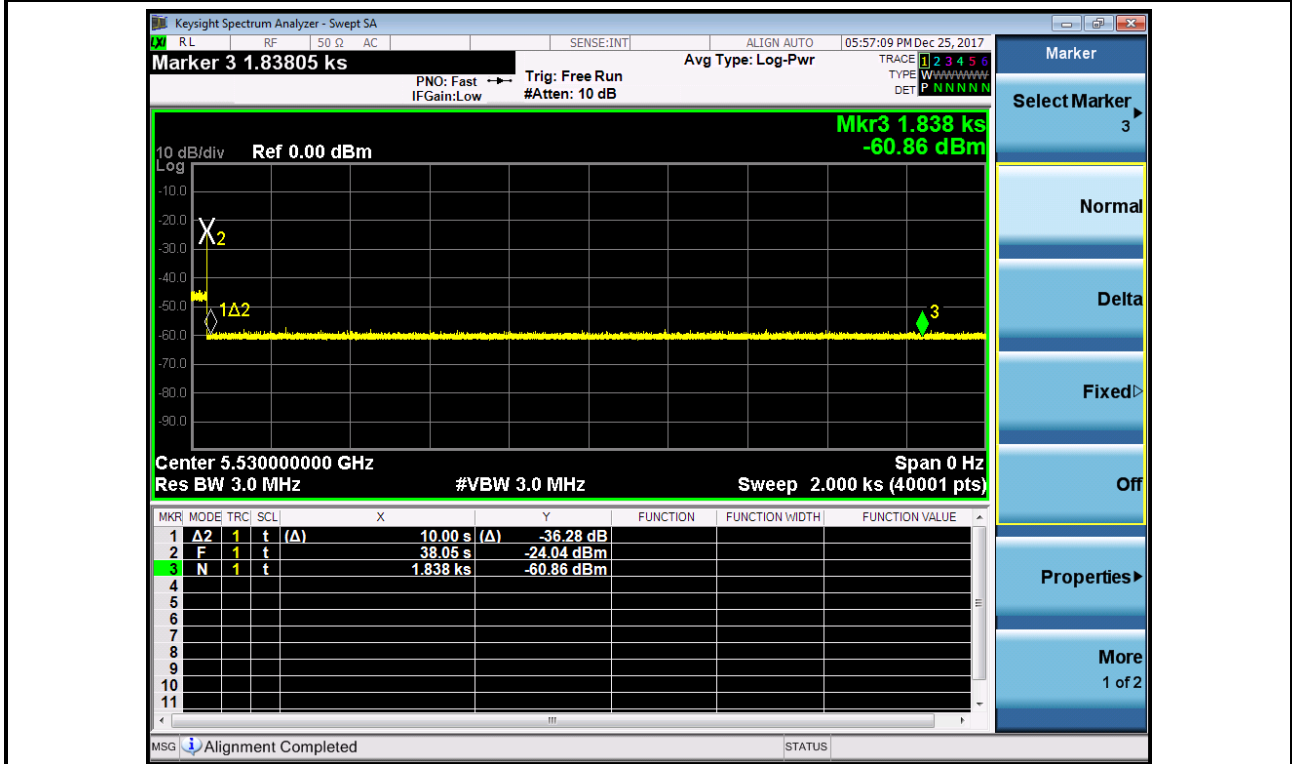 Keysight Spectrum Analyzer - Swept SA
LXI RL RF 50 Ω AC SENSE:INT ALIGN AUTO 05:57:09 PM Dec 25, 2017
Marker 3 1.83805 ks
PNO: Fast
IFGain:Low
Trig: Free Run
#Atten: 10 dB
Avg Type: Log-Pwr
TRACE 1 2 3 4 5 6
TYPE WWWWWW
DET P N N N N N
Mkr3 1.838 ks
-60.86 dBm
10 dB/div Ref 0.00 dBm
Log
-10.0
-20.0
-30.0
-40.0
-50.0
-60.0
-70.0
-80.0
-90.0
2
1Δ2
3
Center 5.530000000 GHz Span 0 Hz
Res BW 3.0 MHz #VBW 3.0 MHz Sweep 2.000 ks (40001 pts)
MKR MODE TRC SCL X Y FUNCTION FUNCTION WIDTH FUNCTION VALUE
1 Δ2 1 t (Δ) 10.00 s (Δ) -36.28 dB
2 F 1 t 38.05 s -24.04 dBm
3 N 1 t 1.838 ks -60.86 dBm
4
5
6
7
8
9
10
11
MSG Alignment Completed STATUS
Marker
Select Marker
3
Normal
Delta
Fixed
Off
Properties
More
1 of 2